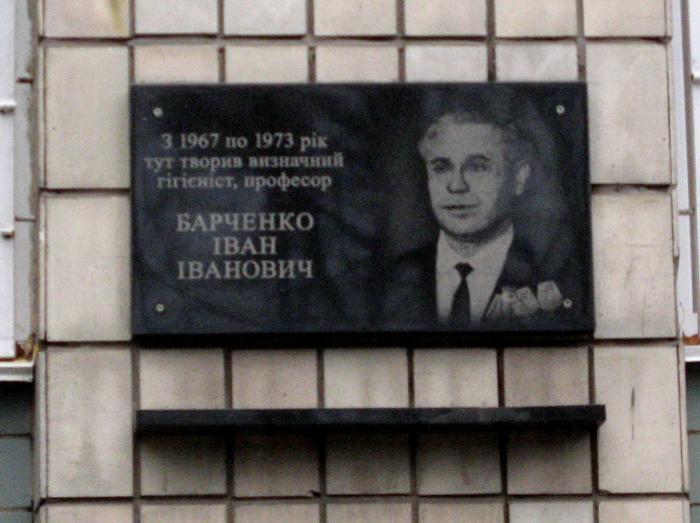 З 1967 по 1973 рік
тут творив визначний
гігієніст, професор
БАРЧЕНКО
ІВАН
ІВАНОВИЧ